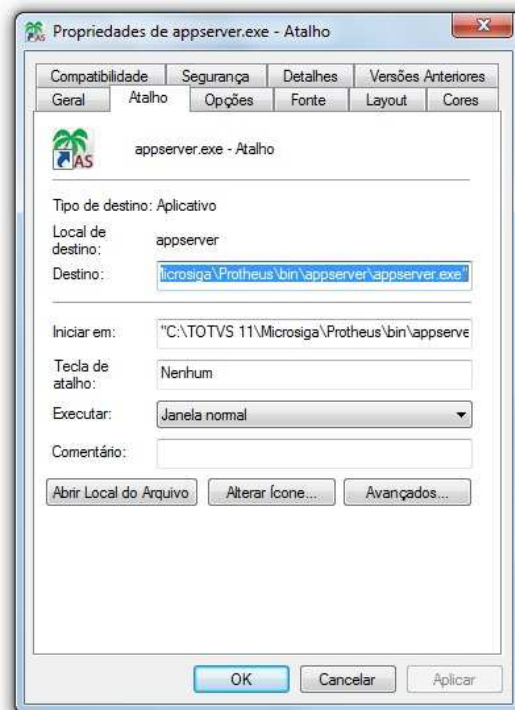 Propriedades de appserver.exe - Atalho
Compatibilidade Segurança Detalhes Versões Anteriores
Geral Atalho Opções Fonte Layout Cores
AS appserver.exe - Atalho
Tipo de destino: Aplicativo
Local de destino: appserver
Destino: licrosiga\Protheus\bin\appserver\appserver.exe"
Iniciar em: "C:\TOTVS 11\Microsiga\Protheus\bin\appserve
Tecla de atalho: Nenhum
Executar: Janela normal
Comentário:
Abrir Local do Arquivo Alterar Ícone... Avançados...
OK Cancelar Aplicar